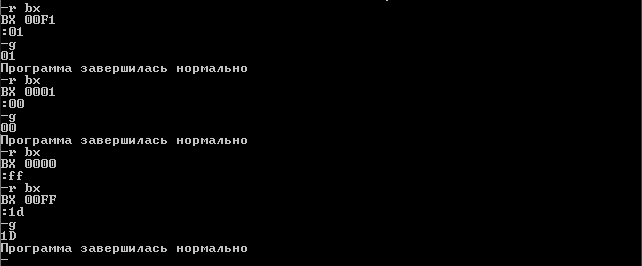 -r bx
BX 00F1
:01
-g
01
Программа завершилась нормально
-r bx
BX 0001
:00
-g
00
Программа завершилась нормально
-r bx
BX 0000
:ff
-r bx
BX 00FF
:1d
-g
1D
Программа завершилась нормально
-